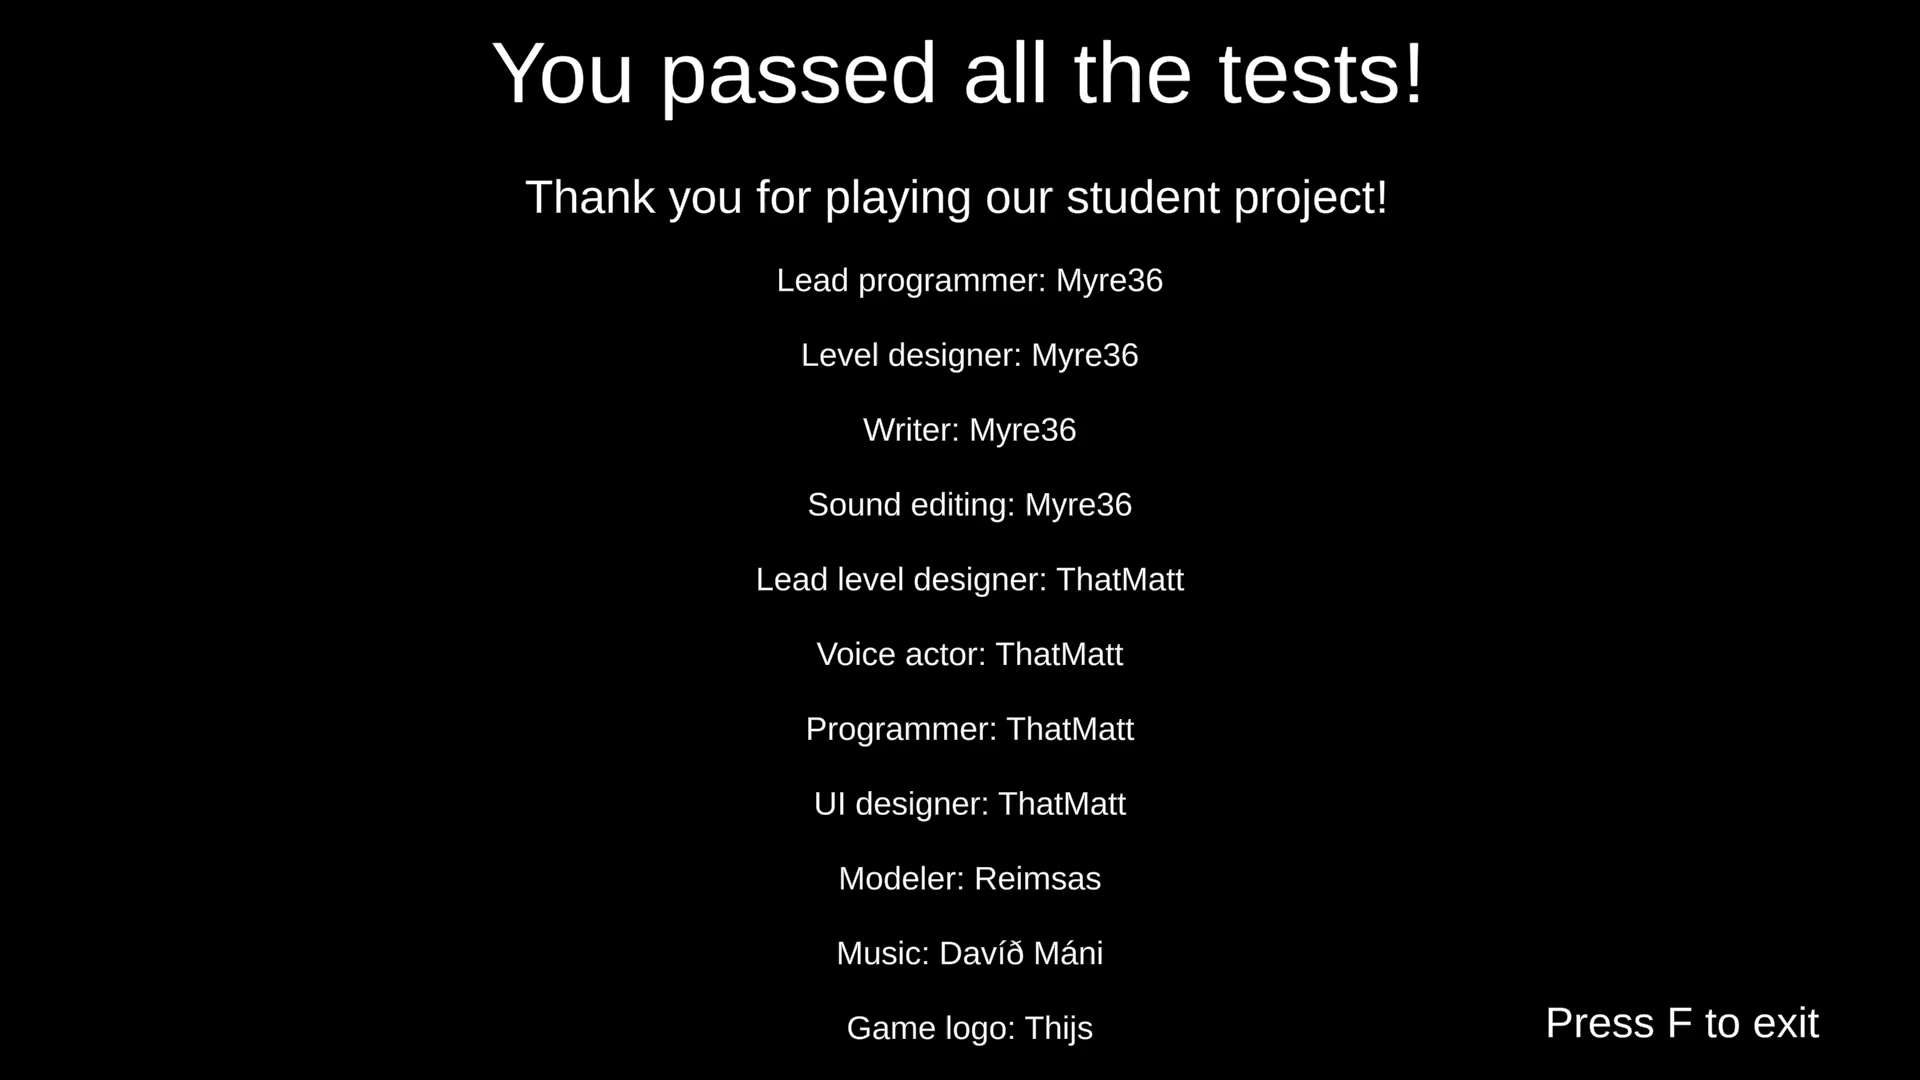 You passed all the tests!
Thank you for playing our student project!
Lead programmer: Myre36
Level designer: Myre36
Writer: Myre36
Sound editing: Myre36
Lead level designer: ThatMatt
Voice actor: ThatMatt
Programmer: ThatMatt
UI designer: ThatMatt
Modeler: Reimsas
Music: Davíð Máni
Game logo: Thijs
Press F to exit